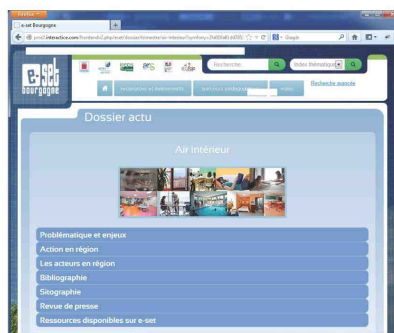 Firefox
e-set Bourgogne
Google
e-set
bourgogne
Recherche
Index thématique
Recherche avancée
Dossier actu
Air intérieur
Problématique et enjeux
Action en région
Les acteurs en région
Bibliographie
Sitographie
Revue de presse
Ressources disponibles sur e-set